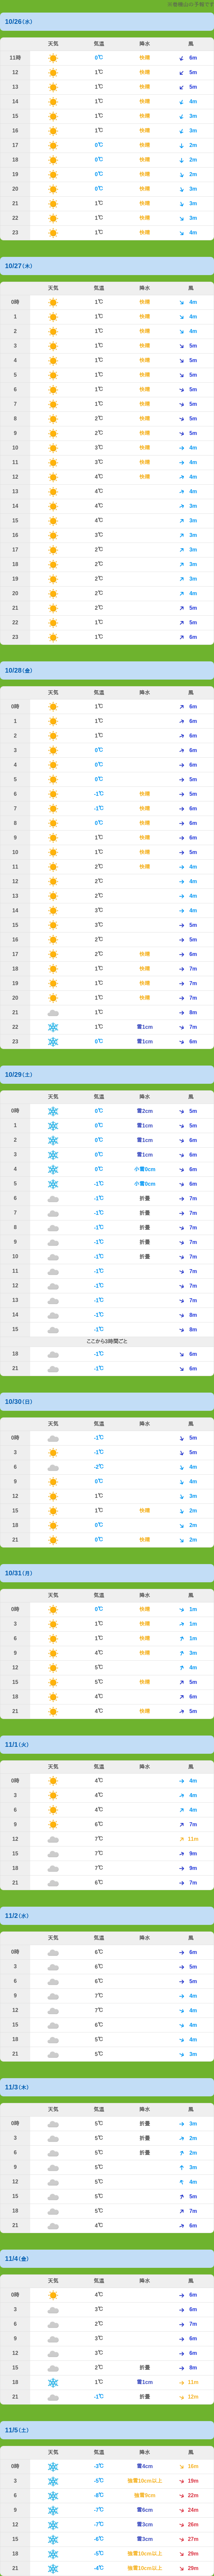 10/26(水)
天気 気温 降水 風
11時 0℃ 快晴 6m
12 1℃ 快晴 5m
13 1℃ 快晴 5m
14 1℃ 快晴 4m
15 1℃ 快晴 3m
16 1℃ 快晴 3m
17 0℃ 快晴 2m
18 0℃ 快晴 2m
19 0℃ 快晴 2m
20 0℃ 快晴 3m
21 1℃ 快晴 3m
22 1℃ 快晴 3m
23 1℃ 快晴 4m
10/27(木)
天気 気温 降水 風
0時 1℃ 快晴 4m
1 1℃ 快晴 4m
2 1℃ 快晴 4m
3 1℃ 快晴 5m
4 1℃ 快晴 5m
5 1℃ 快晴 5m
6 1℃ 快晴 5m
7 1℃ 快晴 5m
8 2℃ 快晴 5m
9 2℃ 快晴 5m
10 3℃ 快晴 4m
11 3℃ 快晴 4m
12 4℃ 快晴 4m
13 4℃ 4m
14 4℃ 3m
15 4℃ 3m
16 3℃ 3m
17 2℃ 3m
18 2℃ 3m
19 2℃ 3m
20 2℃ 4m
21 2℃ 5m
22 1℃ 5m
23 1℃ 6m
10/28(金)
天気 気温 降水 風
0時 1℃ 6m
1 1℃ 6m
2 1℃ 6m
3 0℃ 6m
4 0℃ 6m
5 0℃ 5m
6 -1℃ 快晴 5m
7 -1℃ 快晴 6m
8 0℃ 快晴 6m
9 1℃ 快晴 6m
10 1℃ 快晴 5m
11 2℃ 快晴 4m
12 2℃ 4m
13 2℃ 4m
14 3℃ 4m
15 3℃ 5m
16 2℃ 5m
17 2℃ 快晴 6m
18 1℃ 快晴 7m
19 1℃ 快晴 7m
20 1℃ 快晴 7m
21 1℃ 8m
22 1℃ 雪1cm 7m
23 0℃ 雪1cm 6m
10/29(土)
天気 気温 降水 風
0時 0℃ 雪2cm 5m
1 0℃ 雪1cm 5m
2 0℃ 雪1cm 6m
3 0℃ 雪1cm 6m
4 0℃ 小雪0cm 6m
5 -1℃ 小雪0cm 6m
6 -1℃ 折曇 7m
7 -1℃ 折曇 7m
8 -1℃ 折曇 7m
9 -1℃ 折曇 7m
10 -1℃ 折曇 7m
11 -1℃ 7m
12 -1℃ 7m
13 -1℃ 7m
14 -1℃ 8m
15 -1℃ 8m
ここから3時間ごと
18 -1℃ 6m
21 -1℃ 6m
10/30(日)
天気 気温 降水 風
0時 -1℃ 5m
3 -1℃ 5m
6 -2℃ 4m
9 0℃ 4m
12 1℃ 3m
15 1℃ 快晴 2m
18 0℃ 快晴 2m
21 0℃ 快晴 2m
10/31(月)
天気 気温 降水 風
0時 0℃ 快晴 1m
3 1℃ 快晴 1m
6 1℃ 快晴 1m
9 4℃ 快晴 3m
12 5℃ 4m
15 5℃ 快晴 5m
18 4℃ 快晴 6m
21 4℃ 快晴 5m
11/1(火)
天気 気温 降水 風
0時 4℃ 4m
3 4℃ 4m
6 4℃ 4m
9 6℃ 7m
12 7℃ 11m
15 7℃ 9m
18 7℃ 9m
21 6℃ 7m
11/2(水)
天気 気温 降水 風
0時 6℃ 6m
3 6℃ 5m
6 6℃ 5m
9 7℃ 4m
12 7℃ 4m
15 6℃ 4m
18 5℃ 4m
21 5℃ 3m
11/3(木)
天気 気温 降水 風
0時 5℃ 折曇 3m
3 5℃ 折曇 2m
6 5℃ 折曇 2m
9 5℃ 3m
12 5℃ 4m
15 5℃ 5m
18 5℃ 7m
21 4℃ 6m
11/4(金)
天気 気温 降水 風
0時 4℃ 6m
3 3℃ 6m
6 2℃ 7m
9 3℃ 6m
12 3℃ 6m
15 2℃ 折曇 8m
18 1℃ 雪1cm 11m
21 -1℃ 折曇 12m
11/5(土)
天気 気温 降水 風
0時 -3℃ 雪4cm 16m
3 -5℃ 強雪10cm以上 19m
6 -8℃ 強雪9cm 22m
9 -7℃ 雪6cm 24m
12 -7℃ 雪3cm 26m
15 -6℃ 雪3cm 27m
18 -5℃ 強雪10cm以上 29m
21 -4℃ 強雪10cm以上 29m